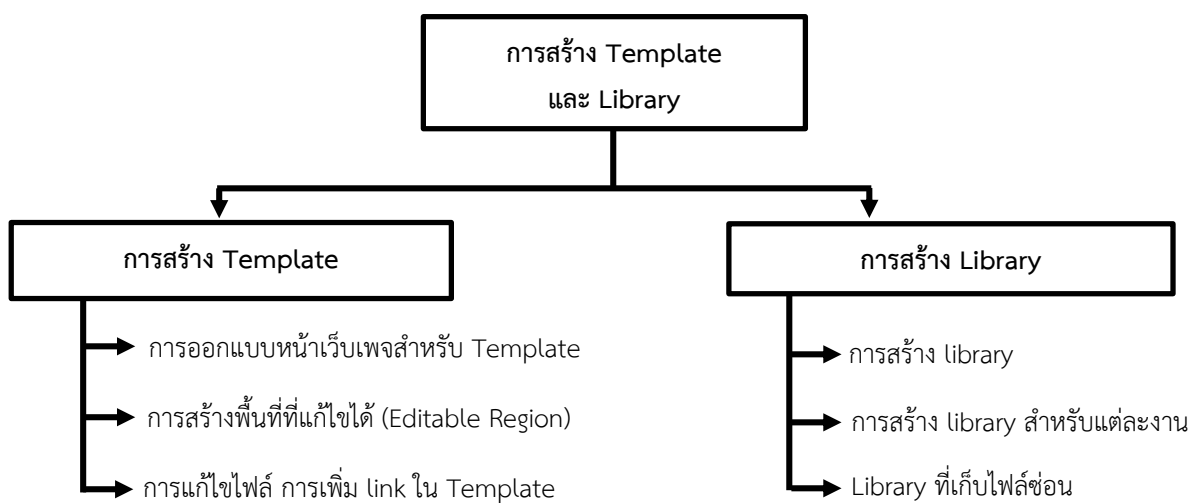 การสร้าง Template
และ Library
การสร้าง Template
การออกแบบหน้าเว็บเพจสำหรับ Template
การสร้างพื้นที่ที่แก้ไขได้ (Editable Region)
การแก้ไขไฟล์ การเพิ่ม link ใน Template
การสร้าง Library
การสร้าง library
การสร้าง library สำหรับแต่ละงาน
Library ที่เก็บไฟล์ซ่อน